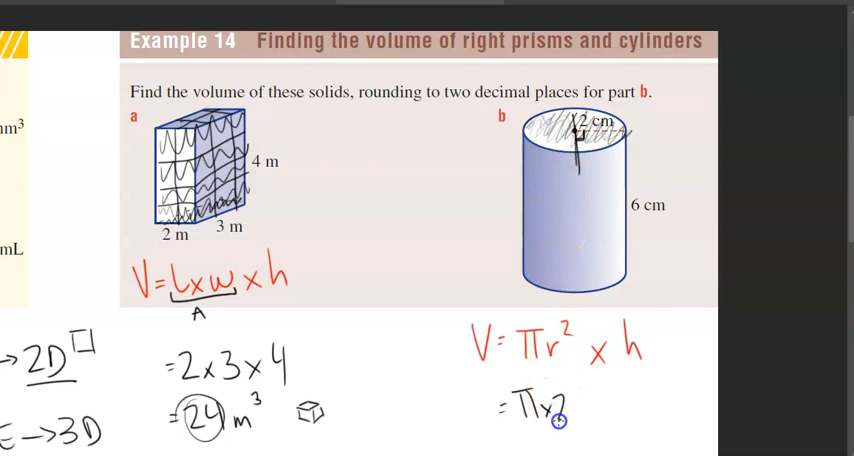 Example 14 Finding the volume of right prisms and cylinders
Find the volume of these solids, rounding to two decimal places for part b.
a
b
2 cm
4 m
6 cm
3 m
2 m
mm³
mL
V = L × w × h
A
= 2 × 3 × 4
= 24 m³
→ 2D
→ 3D
V = πr² × h
= π × 2